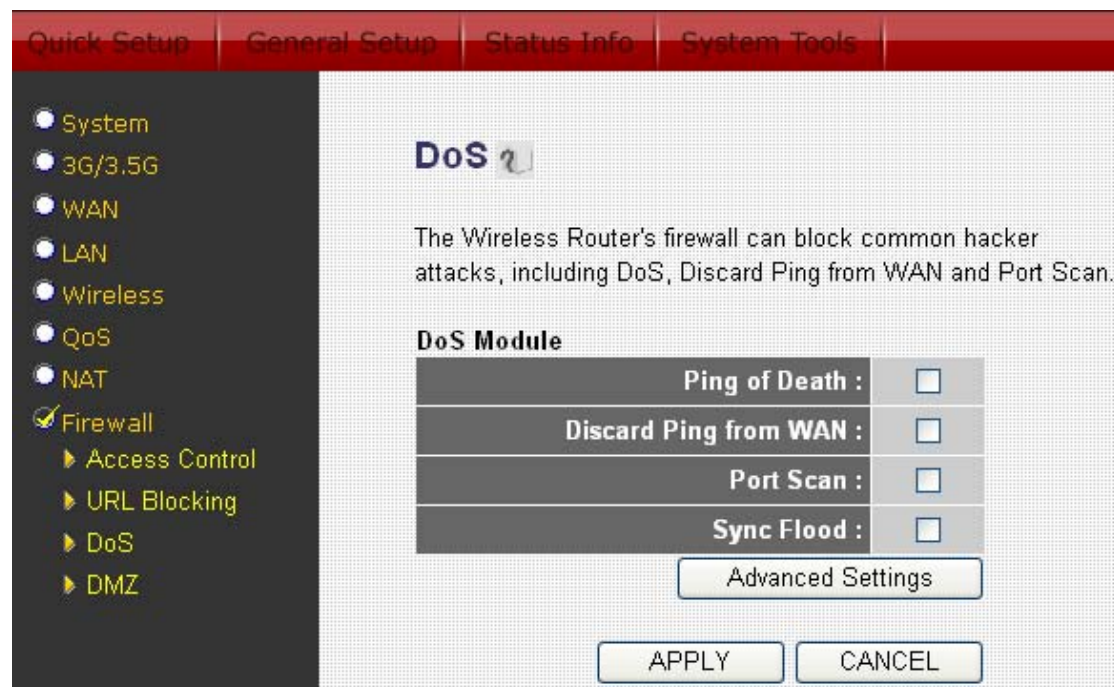 Quick Setup General Setup Status Info System Tools
System
3G/3.5G
WAN
LAN
Wireless
QoS
NAT
Firewall
Access Control
URL Blocking
DoS
DMZ
DoS
The Wireless Router's firewall can block common hacker
attacks, including DoS, Discard Ping from WAN and Port Scan.
DoS Module
Ping of Death :
Discard Ping from WAN :
Port Scan :
Sync Flood :
Advanced Settings
APPLY CANCEL